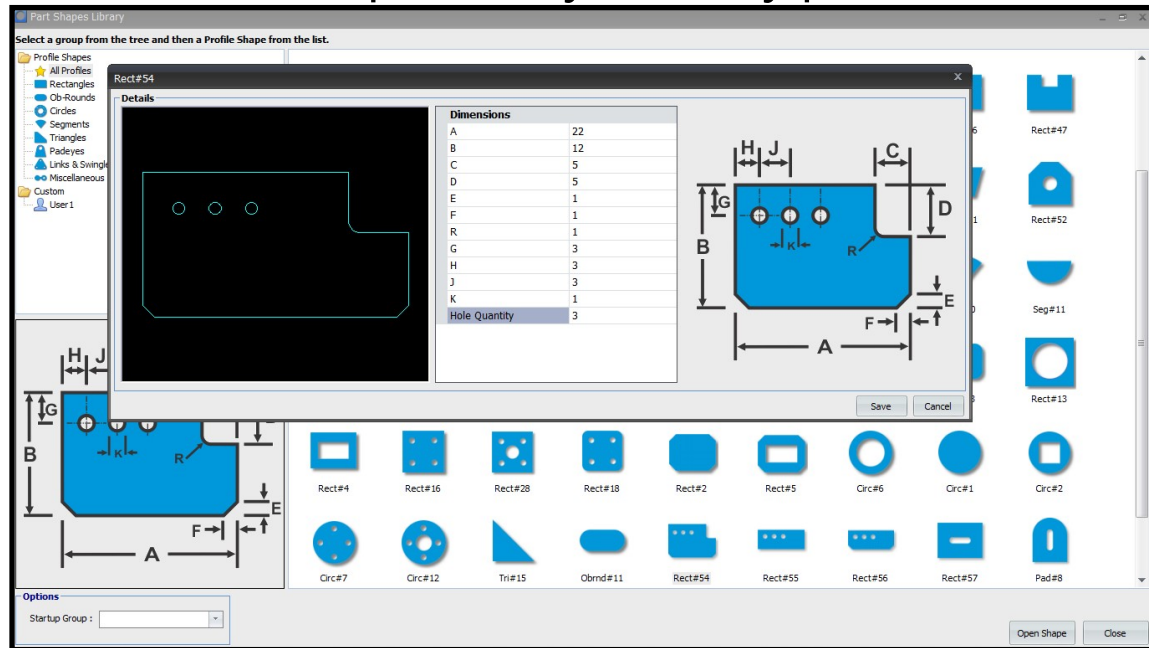 Part Shapes Library
Select a group from the tree and then a Profile Shape from the list.
Profile Shapes
All Profiles
Rectangles
Ob-Rounds
Circles
Segments
Triangles
Padeyes
Links & Swingle
Miscellaneous
Custom
User1
Rect#54
Details
Dimensions
A 22
B 12
C 5
D 5
E 1
F 1
R 1
G 3
H 3
J 3
K 1
Hole Quantity 3
H J C
G D
B K R
E
F
A
Save Cancel
Rect#47
Rect#52
Seg#11
Rect#13
H J
G
B K R
E
F
A
Rect#4 Rect#16 Rect#28 Rect#18 Rect#2 Rect#5 Circ#6 Circ#1 Circ#2
Circ#7 Circ#12 Tri#15 Obrnd#11 Rect#54 Rect#55 Rect#56 Rect#57 Pad#8
Options
Startup Group :
Open Shape Close